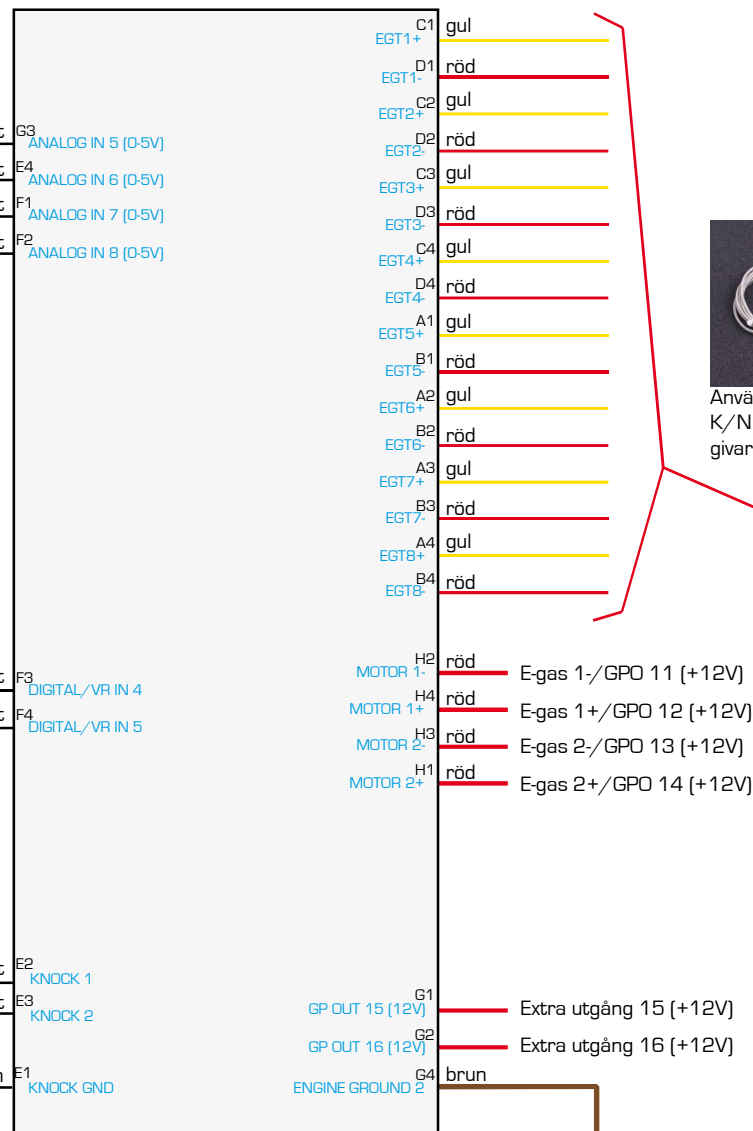 C1 gul
EGT1+
D1 röd
EGT1-
C2 gul
EGT2+
D2 röd
EGT2-
C3 gul
EGT3+
D3 röd
EGT3-
C4 gul
EGT4+
D4 röd
EGT4-
A1 gul
EGT5+
B1 röd
EGT5-
A2 gul
EGT6+
B2 röd
EGT6-
A3 gul
EGT7+
B3 röd
EGT7-
A4 gul
EGT8+
B4 röd
EGT8-
G3
ANALOG IN 5 (0-5V)
E4
ANALOG IN 6 (0-5V)
F1
ANALOG IN 7 (0-5V)
F2
ANALOG IN 8 (0-5V)
K/N
H2 röd
MOTOR 1-
E-gas 1-/GPO 11 (+12V)
H4 röd
MOTOR 1+
E-gas 1+/GPO 12 (+12V)
H3 röd
MOTOR 2-
E-gas 2-/GPO 13 (+12V)
H1 röd
MOTOR 2+
E-gas 2+/GPO 14 (+12V)
F3
DIGITAL/VR IN 4
F4
DIGITAL/VR IN 5
E2
KNOCK 1
E3
KNOCK 2
E1
KNOCK GND
G1
GP OUT 15 (12V)
Extra utgång 15 (+12V)
G2
GP OUT 16 (12V)
Extra utgång 16 (+12V)
G4 brun
ENGINE GROUND 2